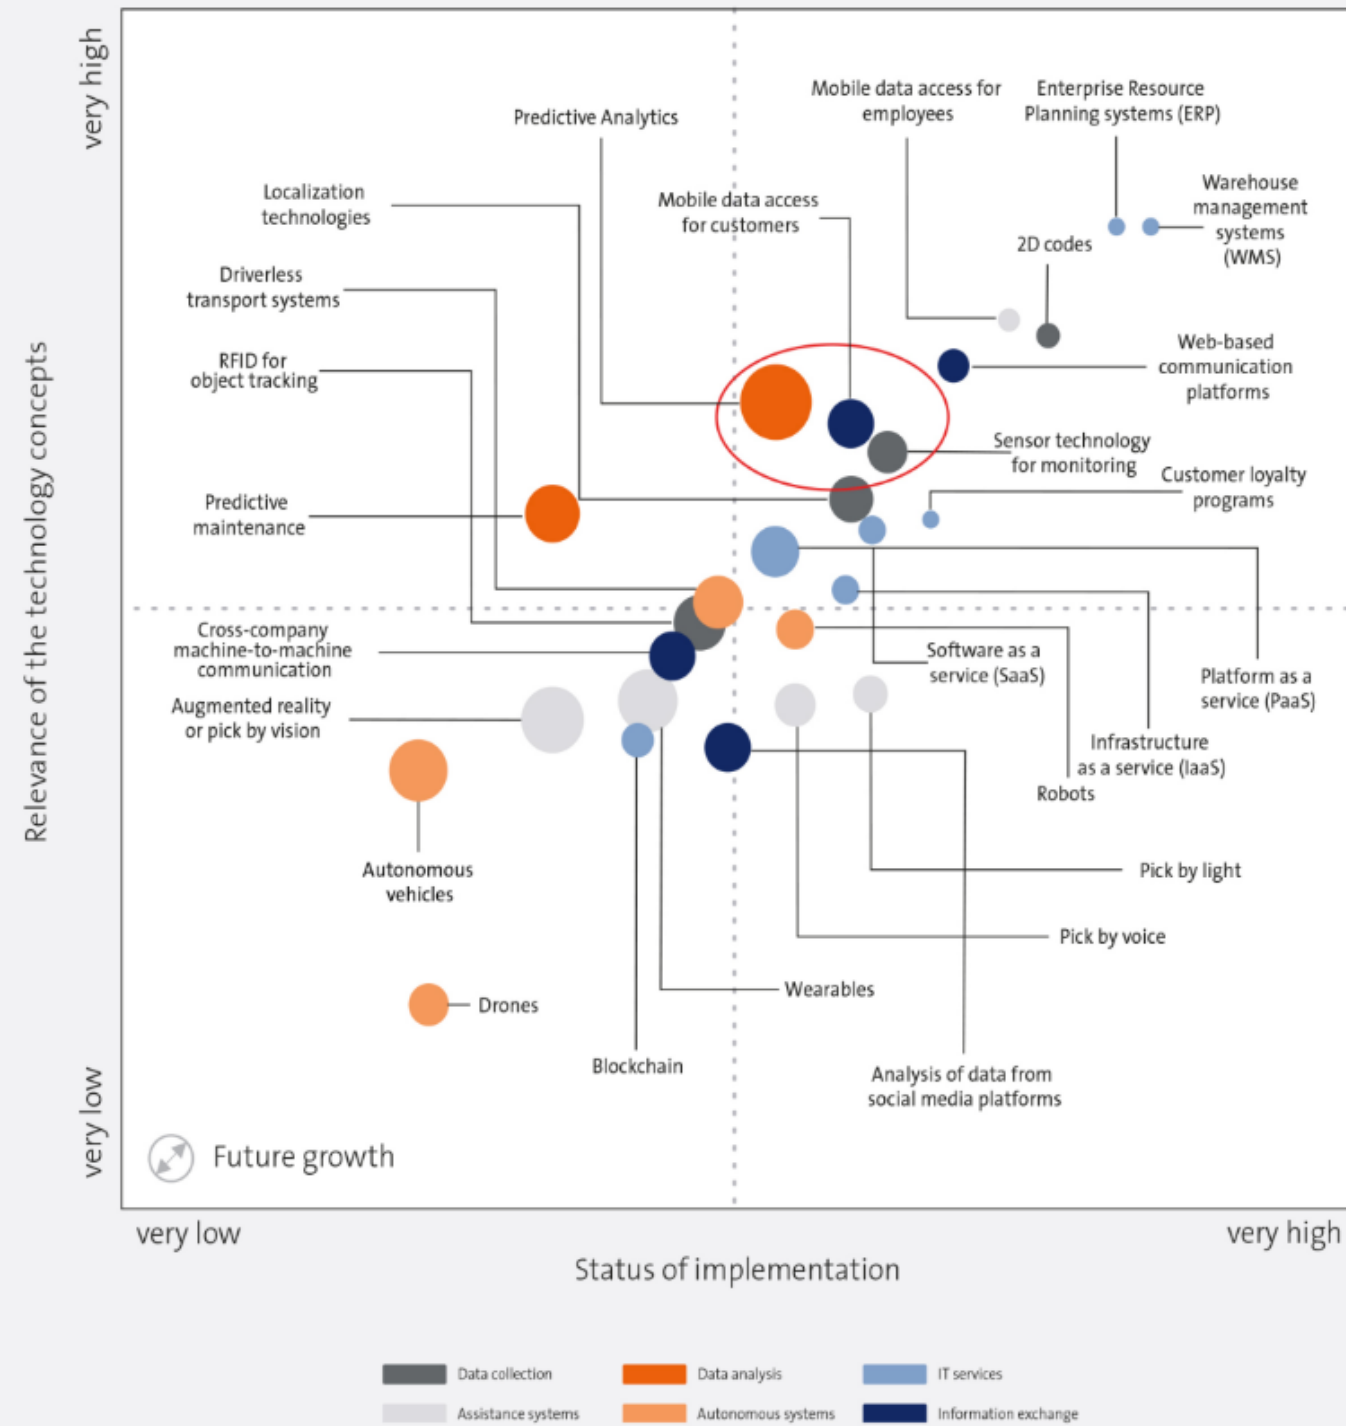 very high
Relevance of the technology concepts
very low
Predictive Analytics
Mobile data access for
employees
Enterprise Resource
Planning systems (ERP)
Localization
technologies
Mobile data access
for customers
Warehouse
management
systems
(WMS)
2D codes
Driverless
transport systems
RFID for
object tracking
Web-based
communication
platforms
Sensor technology
for monitoring
Customer loyalty
programs
Predictive
maintenance
Cross-company
machine-to-machine
communication
Software as a
service (SaaS)
Platform as a
service (PaaS)
Augmented reality
or pick by vision
Infrastructure
as a service (IaaS)
Robots
Autonomous
vehicles
Pick by light
Pick by voice
Wearables
Drones
Blockchain
Analysis of data from
social media platforms
Future growth
very low
very high
Status of implementation
Data collection
Data analysis
IT services
Assistance systems
Autonomous systems
Information exchange